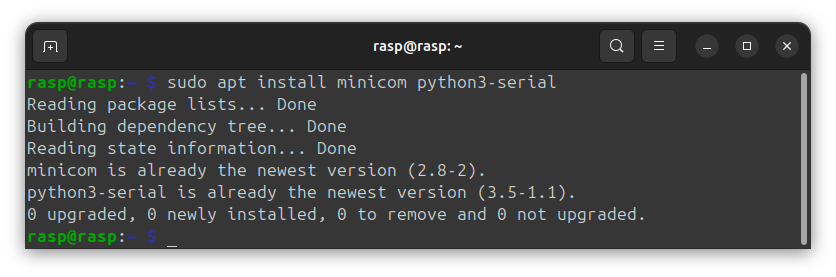 rasp@rasp: ~
rasp@rasp:~ $ sudo apt install minicom python3-serial
Reading package lists... Done
Building dependency tree... Done
Reading state information... Done
minicom is already the newest version (2.8-2).
python3-serial is already the newest version (3.5-1.1).
0 upgraded, 0 newly installed, 0 to remove and 0 not upgraded.
rasp@rasp:~ $ _